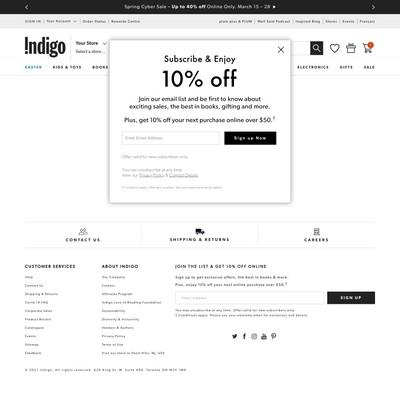 Spring Cyber Sale – Up to 40% off Online Only. March 15 – 28 ➤
SIGN IN | Your Account | Order Status | Rewards Centre
plum plus & PLUM | Mall Paid Podcast | Inspired Blog | Stores | Events | Français
!ndigo
Your Store
Select a store...
EASTER KIDS & TOYS BOOKS ELECTRONICS GIFTS SALE
Subscribe & Enjoy
10% off
Join our email list and be first to know about
exciting sales, the best in books, gifting and more.
Plus, get 10% off your next purchase online over $50.‡
Enter Email Address
Sign up Now
Offer valid for new subscribers only.
You can unsubscribe at any time.
View our Privacy Policy & Contact Details
CONTACT US
SHIPPING & RETURNS
CAREERS
CUSTOMER SERVICES
Help
Contact Us
Shipping & Returns
Covid-19 FAQ
Corporate Sales
Product Recalls
Catalogues
Events
Sitemap
Feedback
ABOUT INDIGO
Our Company
Careers
Affiliates Program
Indigo Love of Reading Foundation
Sustainability
Diversity & Inclusivity
Vendors & Authors
Privacy Policy
Terms of Use
Visit our store in Short Hills, NJ, USA
JOIN THE LIST & GET 10% OFF ONLINE
Sign up to get exclusive offers, the best in books & more.
Plus, enjoy 10% off your next online purchase over $50.‡
Email address
SIGN UP
You may unsubscribe at any time. Offer valid for new subscribers only.
‡ Conditions apply. Please see your welcome email for exclusions and details.
© 2021 Indigo. All rights reserved. 620 King St. W. Suite 400, Toronto ON M5V 1M6